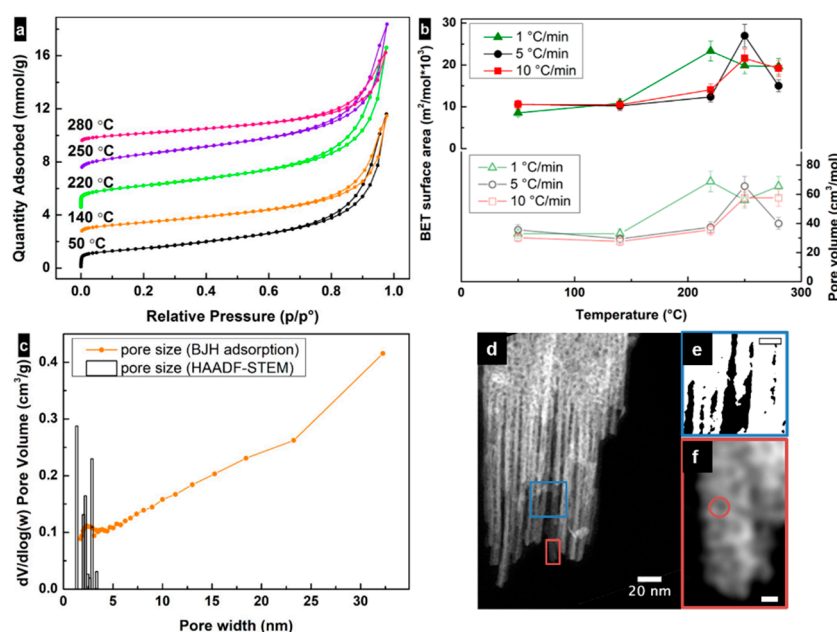 a
Quantity Adsorbed (mmol/g)
16
12
8
4
0
280 °C
250 °C
220 °C
140 °C
50 °C
0.0 0.2 0.4 0.6 0.8 1.0
Relative Pressure (p/p°)
b
BET surface area (m²/mol*10³)
30
20
10
0
1 °C/min
5 °C/min
10 °C/min
1 °C/min
5 °C/min
10 °C/min
80
60
40
20
0
Pore volume (cm³/mol)
0 100 200 300
Temperature (°C)
c
dV/dlog(w) Pore Volume (cm³/g)
0.4
0.3
0.2
0.1
0.0
pore size (BJH adsorption)
pore size (HAADF-STEM)
0 5 10 15 20 25 30
Pore width (nm)
d
20 nm
e
f